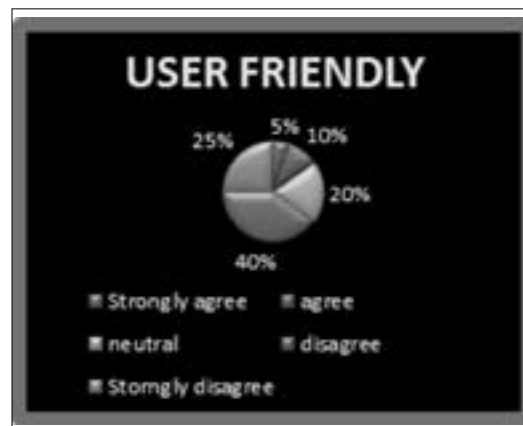 USER FRIENDLY
5%
10%
25%
20%
40%
Strongly agree
agree
neutral
disagree
Stomgly disagree